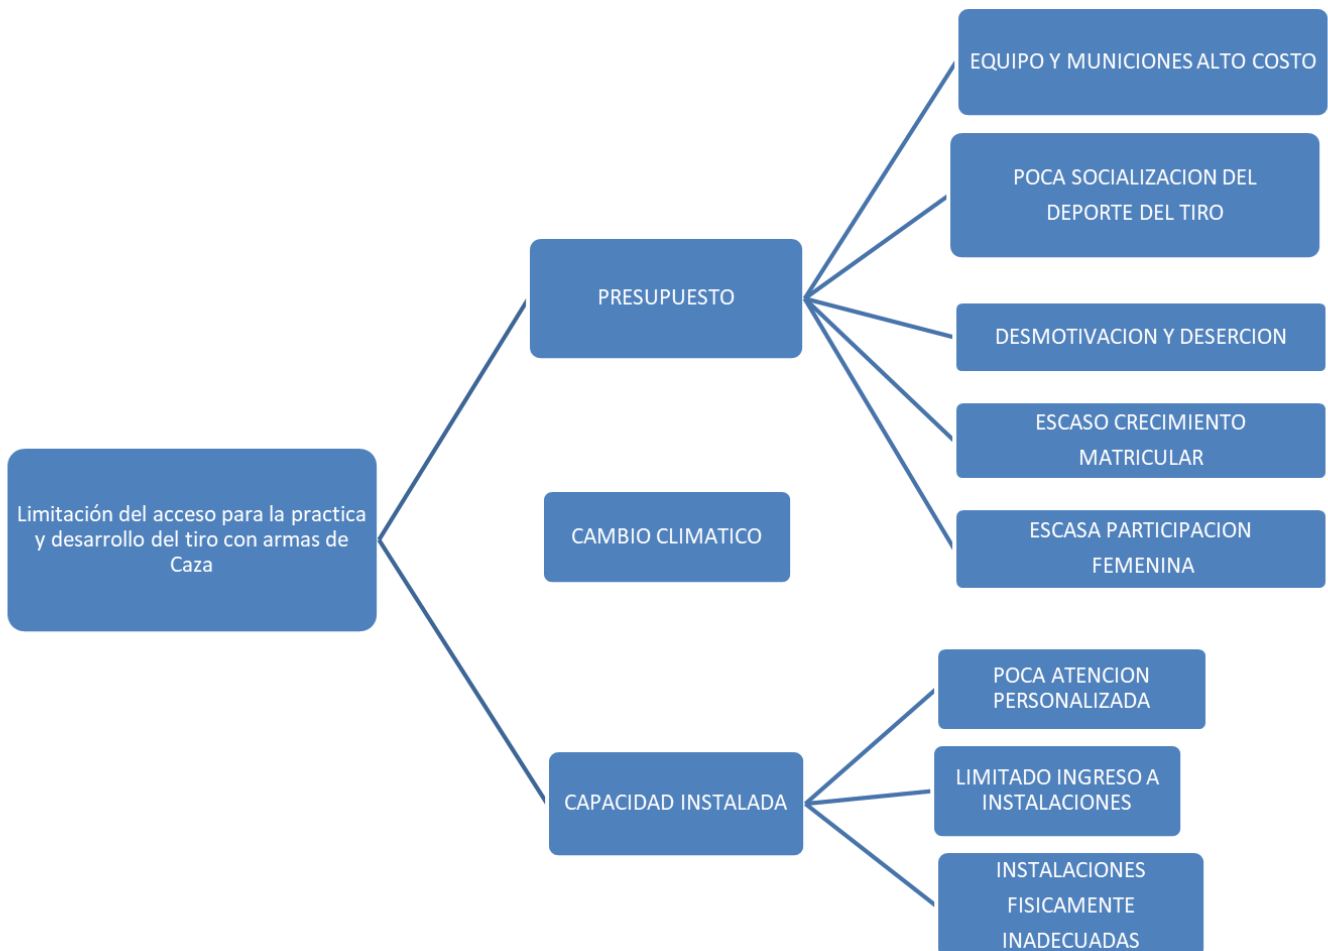 Limitación del acceso para la practica
y desarrollo del tiro con armas de
Caza
PRESUPUESTO
EQUIPO Y MUNICIONES ALTO COSTO
POCA SOCIALIZACION DEL
DEPORTE DEL TIRO
DESMOTIVACION Y DESERCION
ESCASO CRECIMIENTO
MATRICULAR
ESCASA PARTICIPACION
FEMENINA
CAMBIO CLIMATICO
CAPACIDAD INSTALADA
POCA ATENCION
PERSONALIZADA
LIMITADO INGRESO A
INSTALACIONES
INSTALACIONES
FISICAMENTE
INADECUADAS